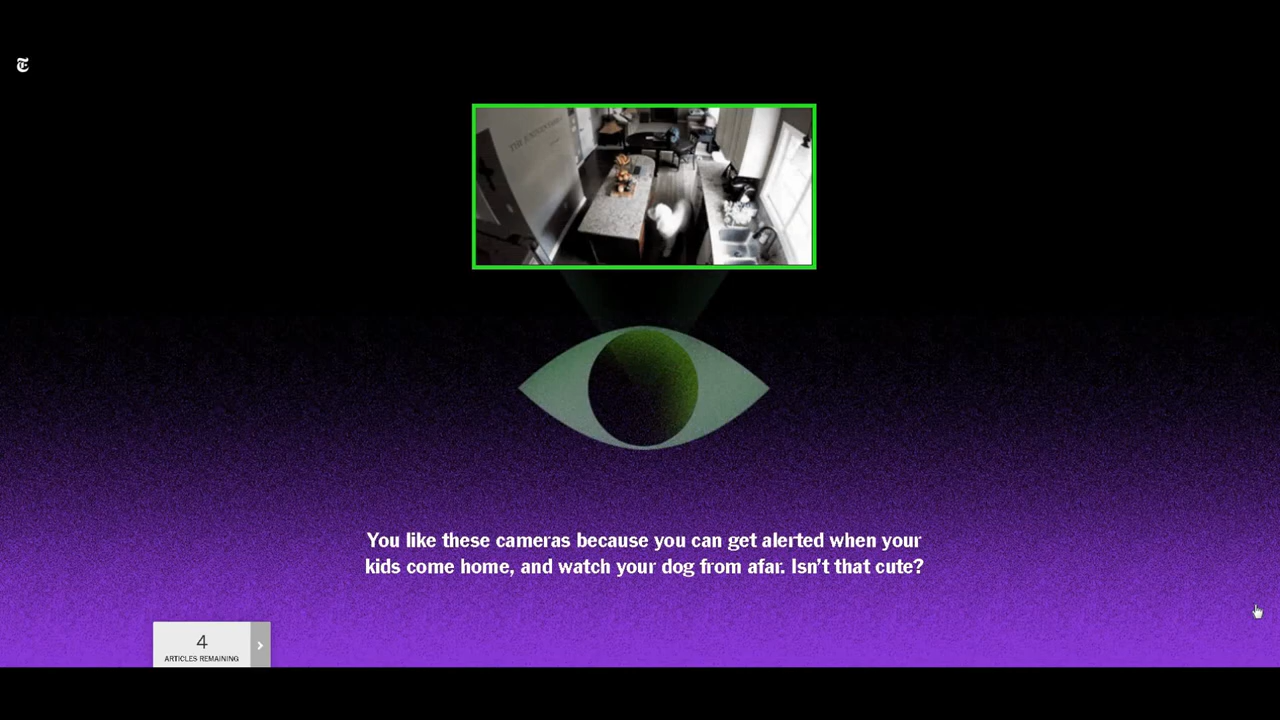 T
You like these cameras because you can get alerted when your
kids come home, and watch your dog from afar. Isn’t that cute?
4
ARTICLES REMAINING